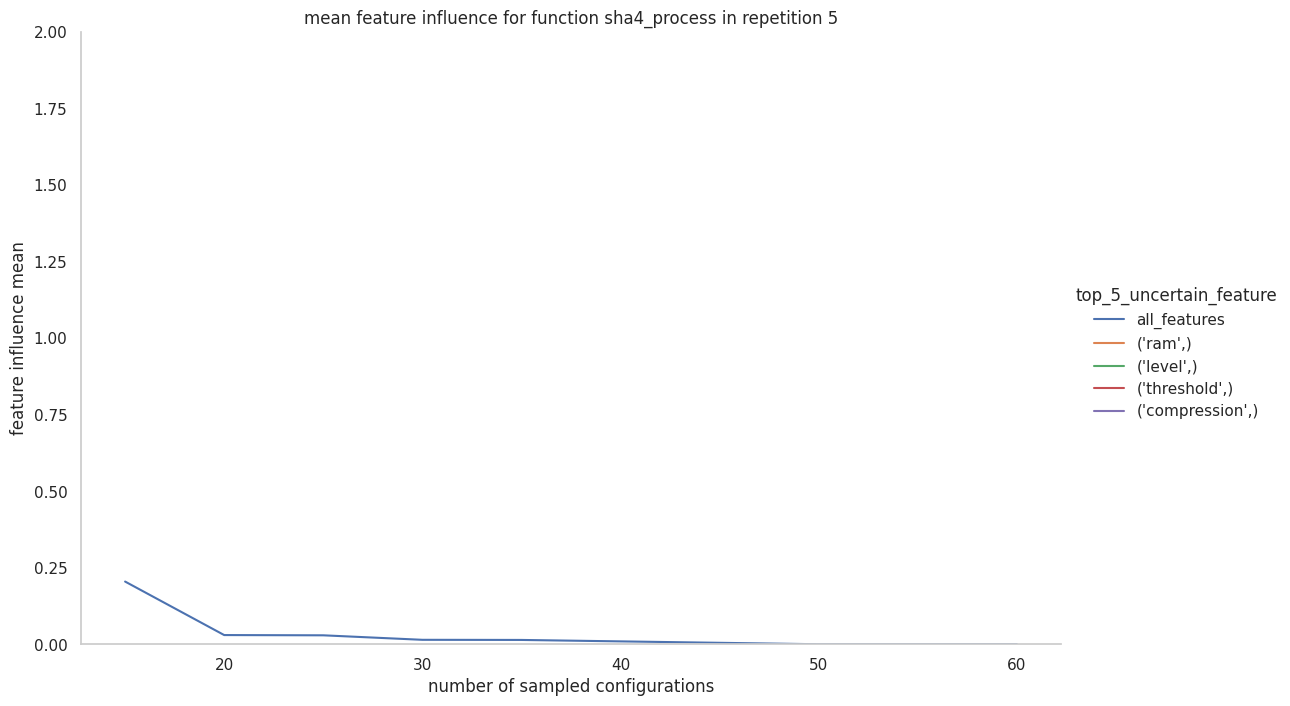 mean feature influence for function sha4_process in repetition 5
2.00
1.75
1.50
1.25
1.00
0.75
0.50
0.25
0.00
feature influence mean
20 30 40 50 60
number of sampled configurations
top_5_uncertain_feature
all_features
('ram',)
('level',)
('threshold',)
('compression',)